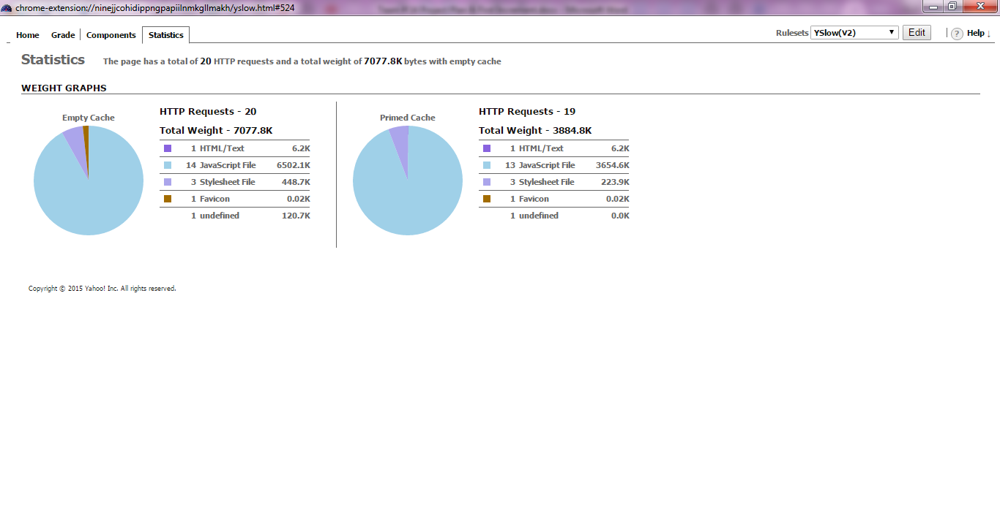 chrome-extension://ninejjcohidippngpapiilnmkgllmakh/yslow.html#524
Home Grade Components Statistics Rulesets YSlow(V2) ▼ Edit ? Help ↓
Statistics The page has a total of 20 HTTP requests and a total weight of 7077.8K bytes with empty cache
WEIGHT GRAPHS
Empty Cache
HTTP Requests - 20
Total Weight - 7077.8K
1 HTML/Text 6.2K
14 JavaScript File 6502.1K
3 Stylesheet File 448.7K
1 Favicon 0.02K
1 undefined 120.7K
Primed Cache
HTTP Requests - 19
Total Weight - 3884.8K
1 HTML/Text 6.2K
13 JavaScript File 3654.6K
3 Stylesheet File 223.9K
1 Favicon 0.02K
1 undefined 0.0K
Copyright © 2015 Yahoo! Inc. All rights reserved.